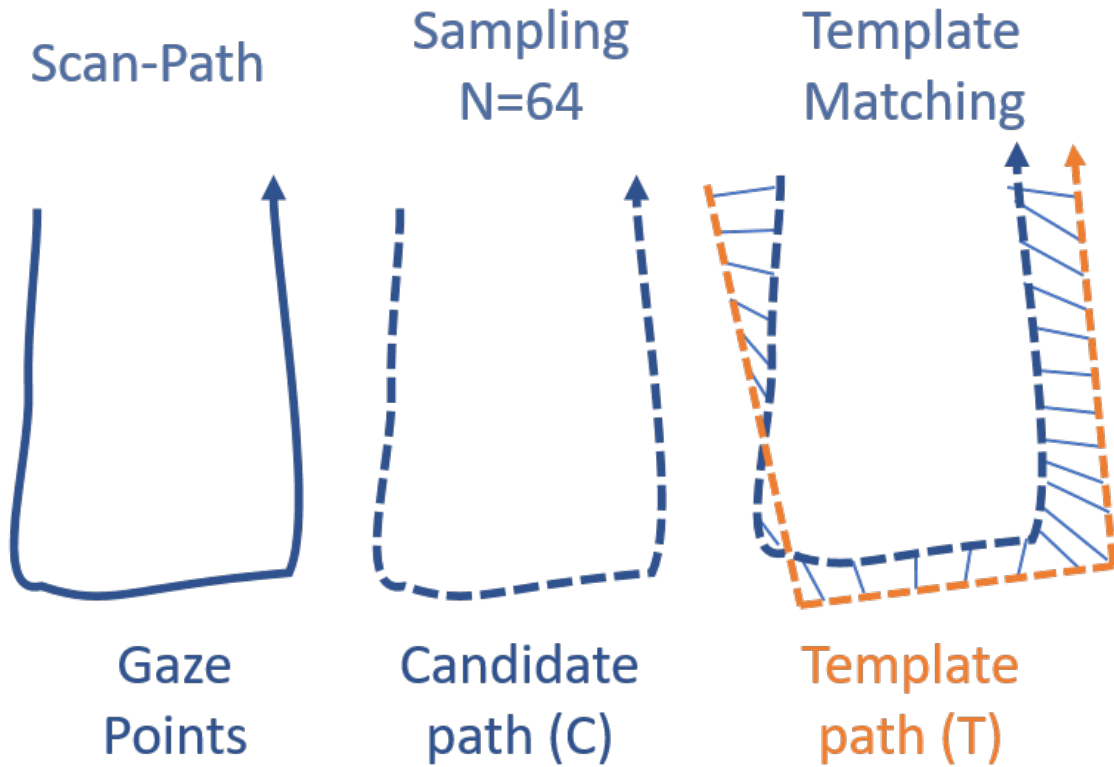 Scan-Path
Sampling
N=64
Template
Matching
Gaze
Points
Candidate
path (C)
Template
path (T)